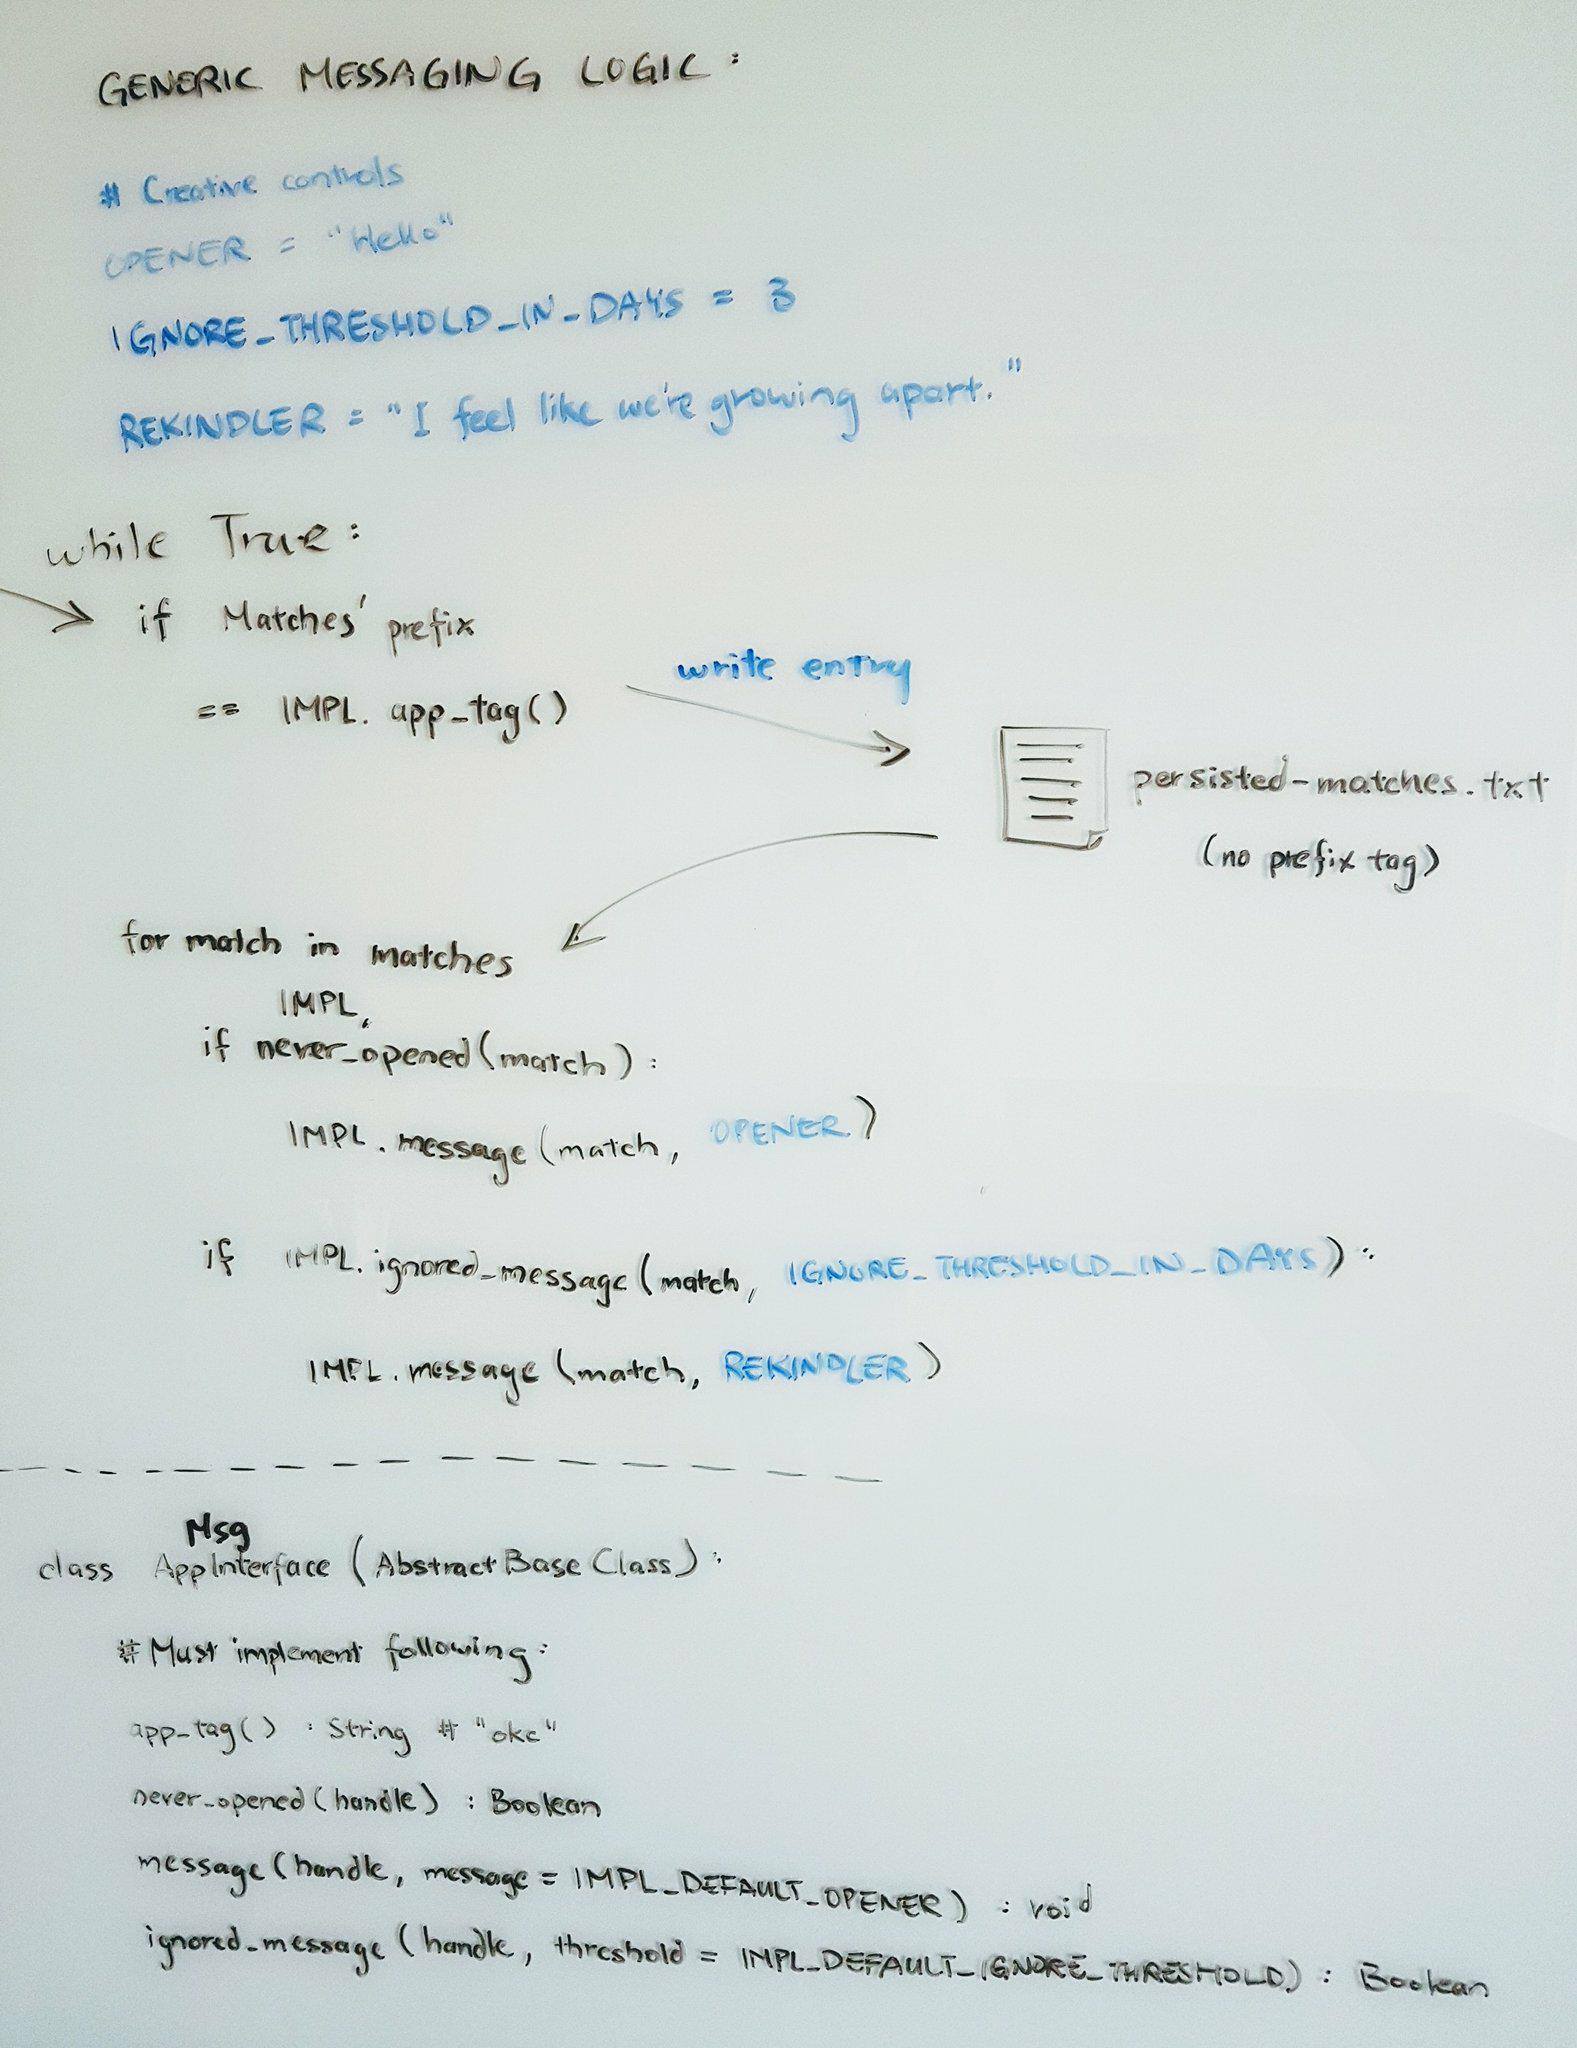 GENERIC MESSAGING LOGIC:
# Creative controls
OPENER = "Hello"
IGNORE_THRESHOLD_IN_DAYS = 3
REKINDLER = "I feel like we're growing apart."
while True:
if Matches' prefix
== IMPL. app_tag()
write entry
persisted-matches.txt
(no prefix tag)
for match in matches
IMPL.
if never_opened(match):
IMPL.message(match, OPENER)
if IMPL.ignored_message(match, IGNORE_THRESHOLD_IN_DAYS):
IMPL.message(match, REKINDLER)
Msg
class AppInterface (AbstractBaseClass):
# Must implement following:
app_tag() : String # "okc"
never_opened(handle) : Boolean
message(handle, message = IMPL_DEFAULT_OPENER) : void
ignored_message(handle, threshold = IMPL_DEFAULT_IGNORE_THRESHOLD) : Boolean